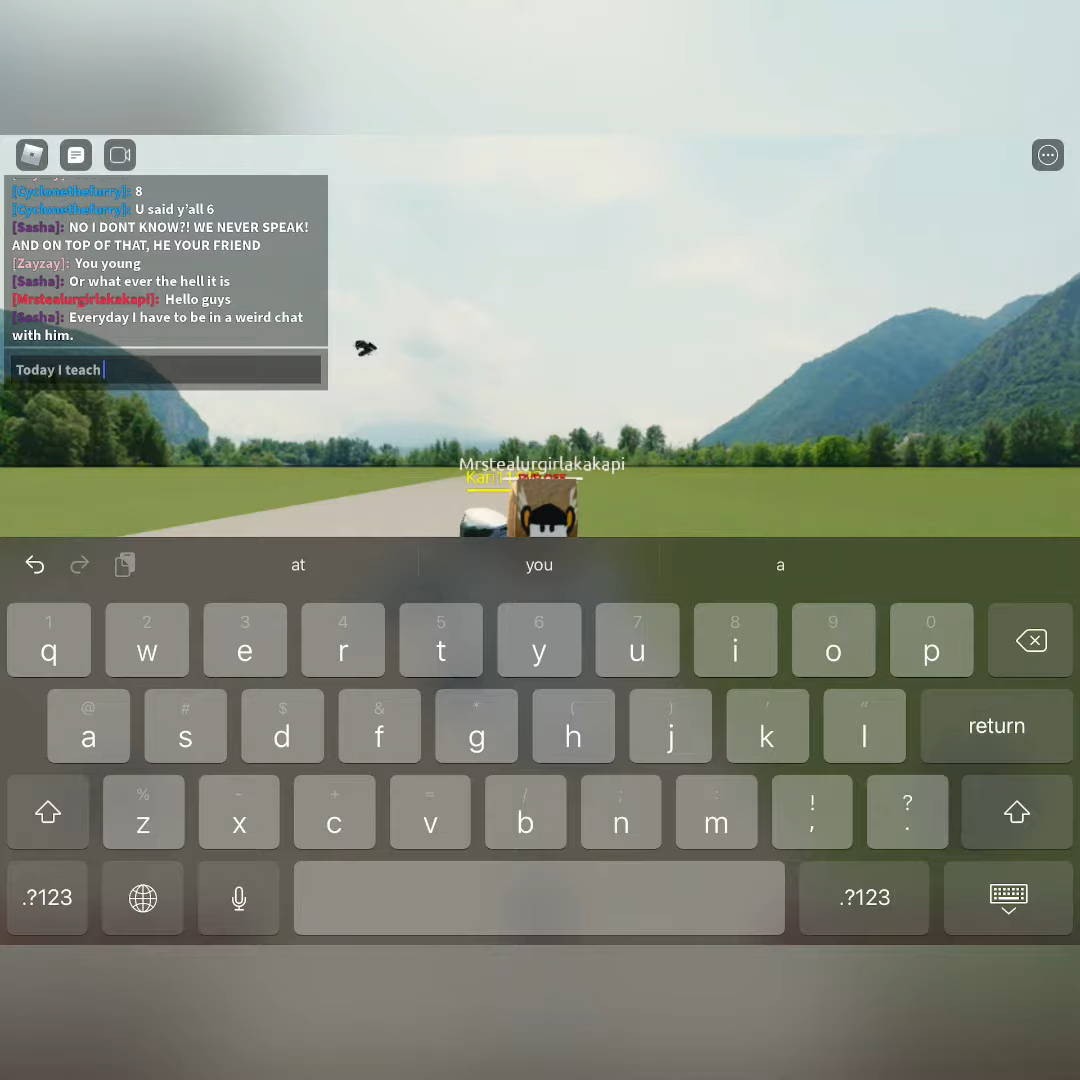 [Cyclonethefurry]: 8
[Cyclonethefurry]: U said y'all 6
[Sasha]: NO I DONT KNOW?! WE NEVER SPEAK!
AND ON TOP OF THAT, HE YOUR FRIEND
[Zayzay]: You young
[Sasha]: Or what ever the hell it is
[Mrstealurgirlakakapi]: Hello guys
[Sasha]: Everyday I have to be in a weird chat
with him.
Today I teach
Mrstealurgirlakakapi
at you a
1 2 3 4 5 6 7 8 9 0
q w e r t y u i o p
@ # $ & * ( ) ' "
a s d f g h j k l return
% - + = / ; : ! ?
z x c v b n m , .
.?123 .?123